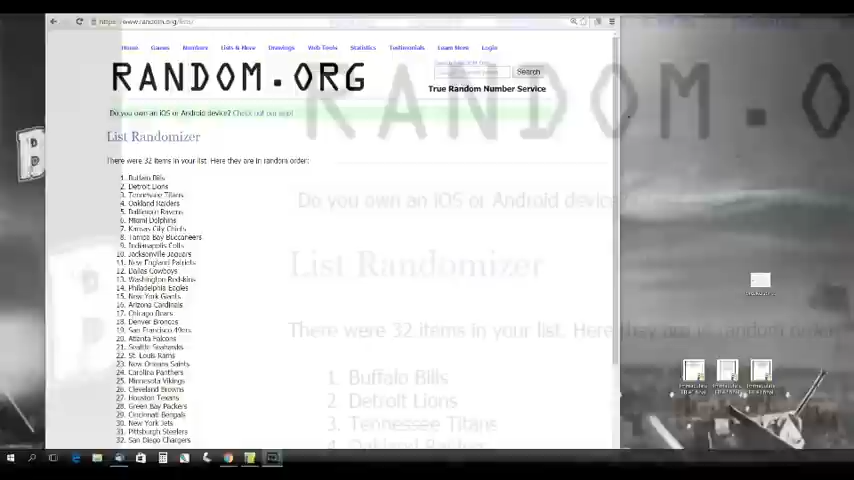 https://www.random.org/lists/
Home Games Numbers Lists & More Drawings Web Tools Statistics Testimonials Learn More Login
RANDOM.ORG
Search
True Random Number Service
Do you own an iOS or Android device? Check out our app!
List Randomizer
There were 32 items in your list. Here they are in random order:
1. Buffalo Bills
2. Detroit Lions
3. Tennessee Titans
4. Oakland Raiders
5. Baltimore Ravens
6. Miami Dolphins
7. Kansas City Chiefs
8. Tampa Bay Buccaneers
9. Indianapolis Colts
10. Jacksonville Jaguars
11. New England Patriots
12. Dallas Cowboys
13. Washington Redskins
14. Philadelphia Eagles
15. New York Giants
16. Arizona Cardinals
17. Chicago Bears
18. Denver Broncos
19. San Francisco 49ers
20. Atlanta Falcons
21. Seattle Seahawks
22. St. Louis Rams
23. New Orleans Saints
24. Carolina Panthers
25. Minnesota Vikings
26. Cleveland Browns
27. Houston Texans
28. Green Bay Packers
29. Cincinnati Bengals
30. New York Jets
31. Pittsburgh Steelers
32. San Diego Chargers
RANDOM.O
Do you own an iOS or Android device?
List Randomizer
There were 32 items in your list. Here they are in random order
1. Buffalo Bills
2. Detroit Lions
3. Tennessee Titans
4. Oakland Raiders
B
B